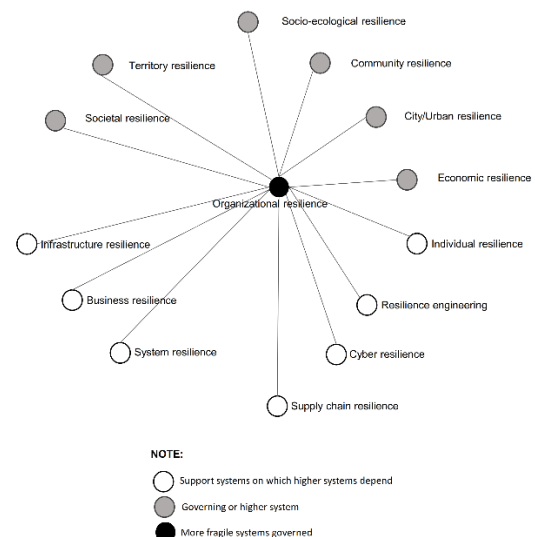 Socio-ecological resilience
Territory resilience
Community resilience
Societal resilience
City/Urban resilience
Economic resilience
Organizational resilience
Infrastructure resilience
Individual resilience
Business resilience
Resilience engineering
System resilience
Cyber resilience
Supply chain resilience
NOTE:
Support systems on which higher systems depend
Governing or higher system
More fragile systems governed